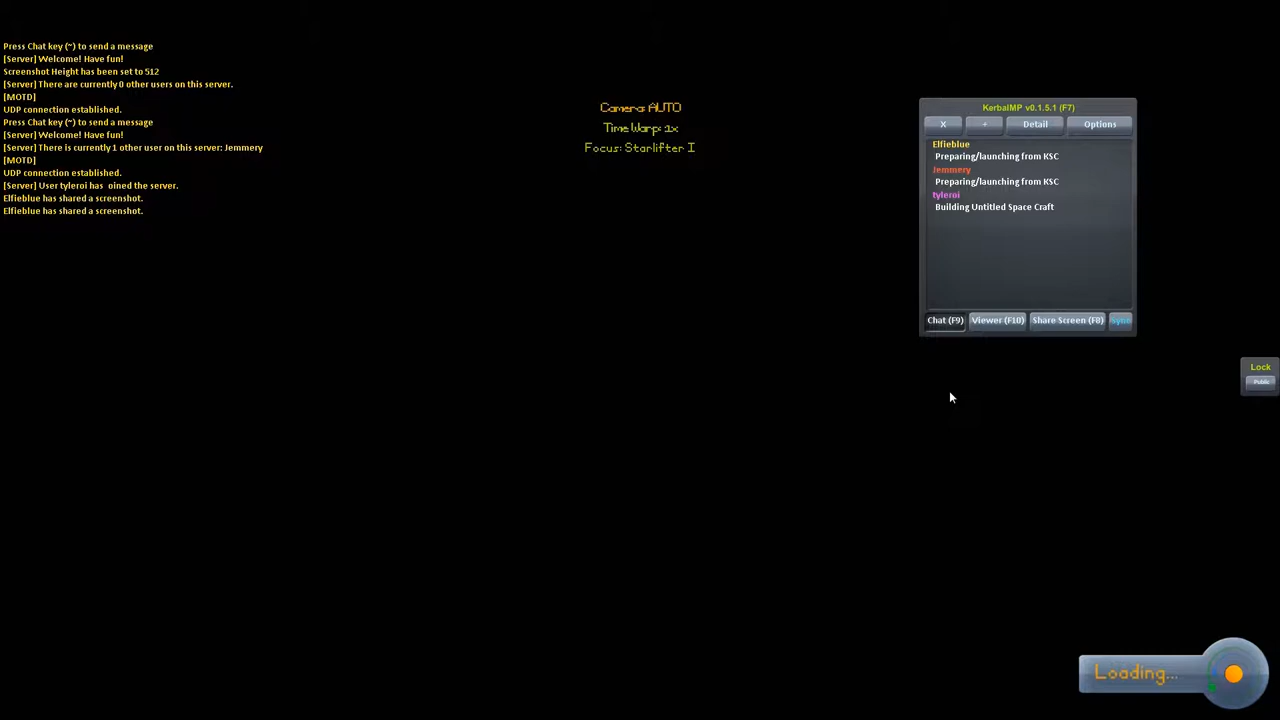 Press Chat key (~) to send a message
[Server] Welcome! Have fun!
Screenshot Height has been set to 512
[Server] There are currently 0 other users on this server.
[MOTD]
UDP connection established.
Press Chat key (~) to send a message
[Server] Welcome! Have fun!
[Server] There is currently 1 other user on this server: Jemmery
[MOTD]
UDP connection established.
[Server] User tyleroi has  oined the server.
Elfieblue has shared a screenshot.
Elfieblue has shared a screenshot.
Camera: AUTO
Time Warp: 1x
Focus: Starlifter I
KerbalMP v0.1.5.1 (F7)
X + Detail Options
Elfieblue
Preparing/launching from KSC
Jemmery
Preparing/launching from KSC
tyleroi
Building Untitled Space Craft
Chat (F9) Viewer (F10) Share Screen (F8) Sync
Lock
Public
Loading...